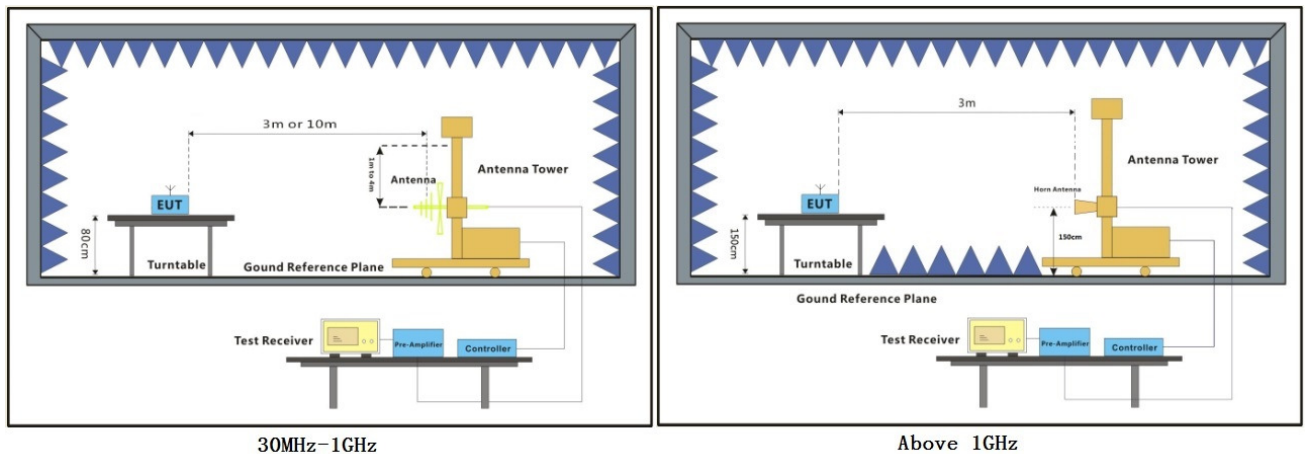 3m or 10m
1m to 4m
Antenna
Antenna Tower
EUT
80cm
Turntable
Gound Reference Plane
Test Receiver
Pre-Amplifier
Controller
30MHz-1GHz
3m
Antenna Tower
Horn Antenna
EUT
150cm
150cm
Turntable
Gound Reference Plane
Test Receiver
Pre-Amplifier
Controller
Above 1GHz